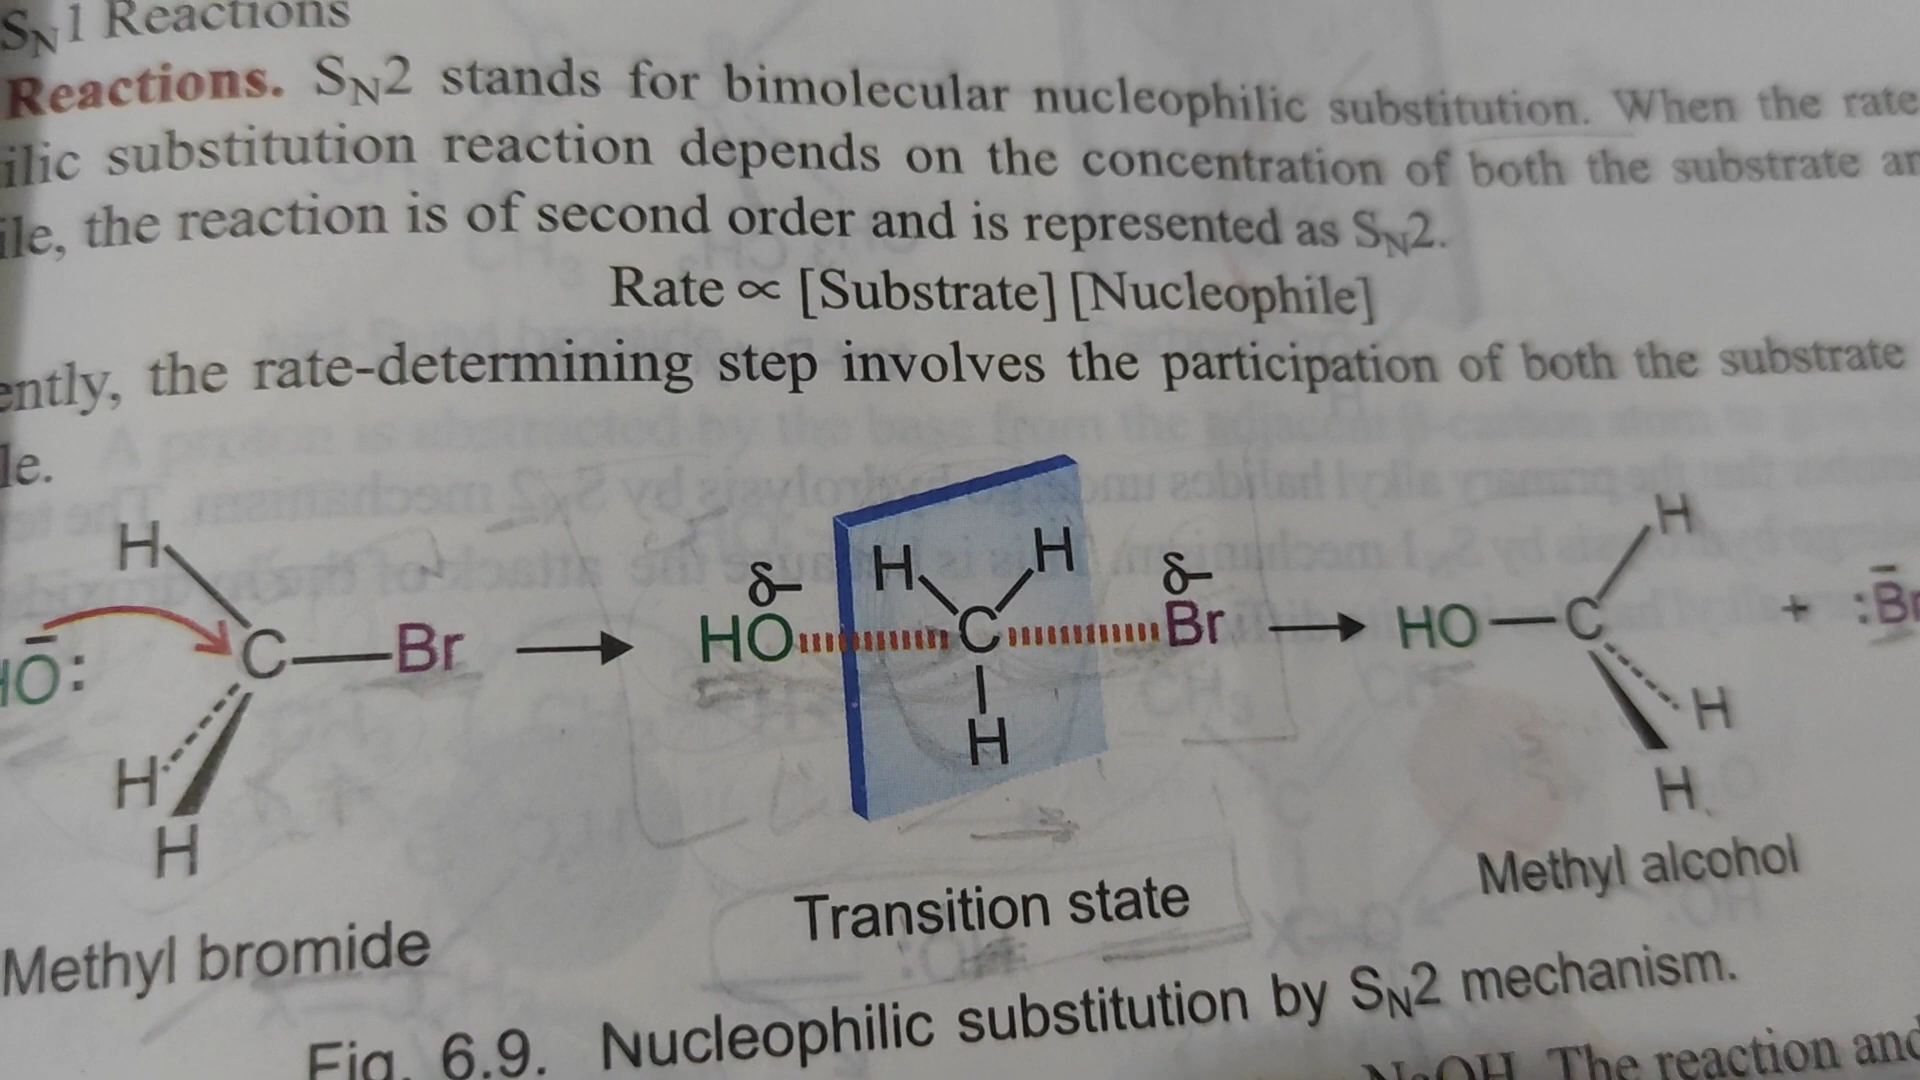 SN1 Reactions
Reactions. SN2 stands for bimolecular nucleophilic substitution. When the rate
ilic substitution reaction depends on the concentration of both the substrate an
ile, the reaction is of second order and is represented as SN2.
Rate ∝ [Substrate] [Nucleophile]
ently, the rate-determining step involves the participation of both the substrate
le.
H H H δ– H H δ– H
HO: C—Br → HO C Br → HO—C + :Br
H H H H H
Methyl bromide Transition state Methyl alcohol
Fig. 6.9. Nucleophilic substitution by SN2 mechanism.
NaOH. The reaction and